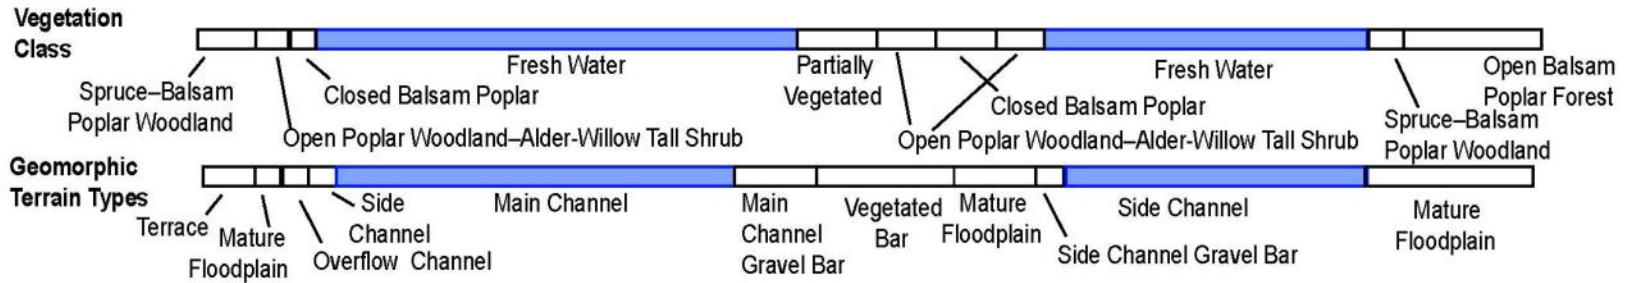 Vegetation
Class
Spruce–Balsam
Poplar Woodland
Closed Balsam Poplar
Open Poplar Woodland–Alder-Willow Tall Shrub
Fresh Water
Partially
Vegetated
Closed Balsam Poplar
Open Poplar Woodland–Alder-Willow Tall Shrub
Fresh Water
Spruce–Balsam
Poplar Woodland
Open Balsam
Poplar Forest
Geomorphic
Terrain Types
Terrace
Mature
Floodplain
Overflow Channel
Side
Channel
Main Channel
Main
Channel
Gravel Bar
Vegetated
Bar
Mature
Floodplain
Side Channel Gravel Bar
Side Channel
Mature
Floodplain